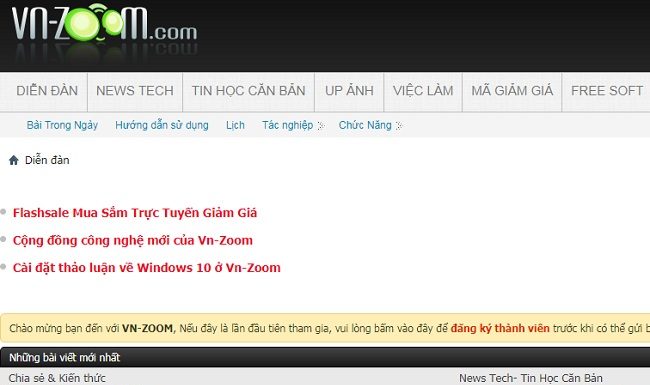 VN-ZOOM.com
DIỄN ĐÀN NEWS TECH TIN HỌC CĂN BẢN UP ẢNH VIỆC LÀM MÃ GIẢM GIÁ FREE SOFT
Bài Trong Ngày Hướng dẫn sử dụng Lịch Tác nghiệp Chức Năng
Diễn đàn
Flashsale Mua Sắm Trực Tuyến Giảm Giá
Cộng đồng công nghệ mới của Vn-Zoom
Cài đặt thảo luận về Windows 10 ở Vn-Zoom
Chào mừng bạn đến với VN-ZOOM, Nếu đây là lần đầu tiên tham gia, vui lòng bấm vào đây để đăng ký thành viên trước khi có thể gửi b
Những bài viết mới nhất
Chia sẻ & Kiến thức News Tech- Tin Học Căn Bản